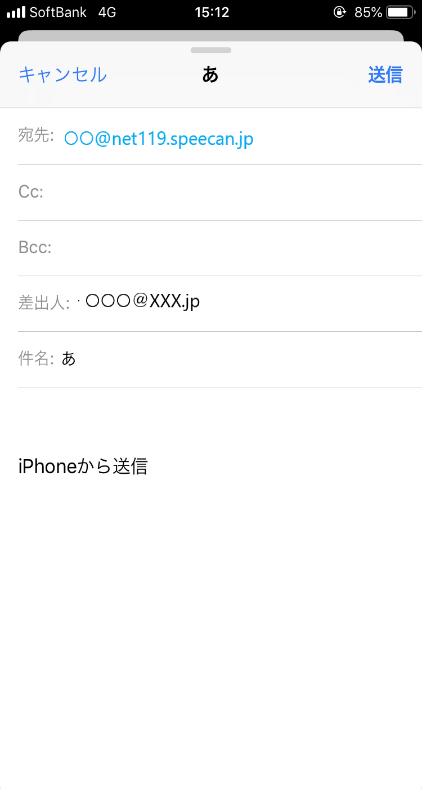 SoftBank 4G 15:12 85%
キャンセル あ 送信
宛先: 〇〇@net119.speecan.jp
Cc:
Bcc:
差出人: · 〇〇〇@XXX.jp
件名: あ
iPhoneから送信